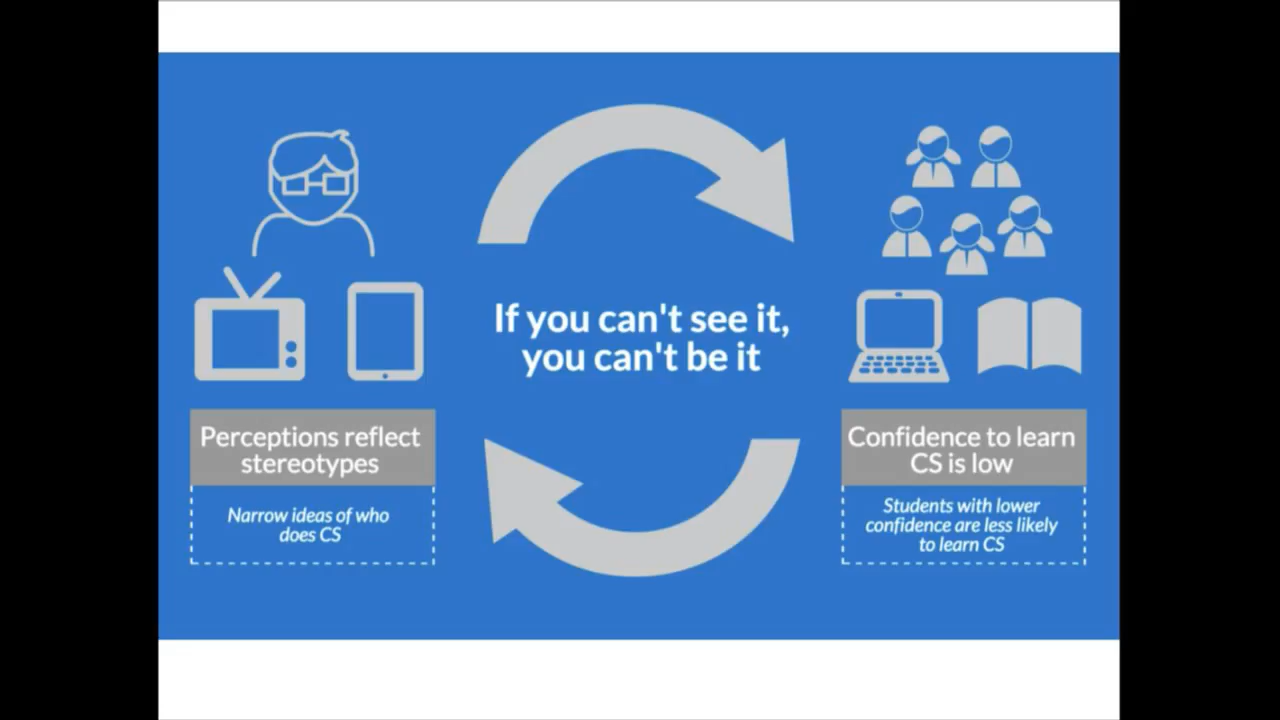 If you can't see it,
you can't be it
Perceptions reflect
stereotypes
Narrow ideas of who
does CS
Confidence to learn
CS is low
Students with lower
confidence are less likely
to learn CS